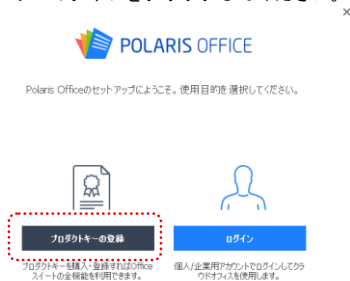 POLARIS OFFICE
Polaris Officeのセットアップにようこそ。使用目的を選択してください。
プロダクトキーの登録
ログイン
プロダクトキーを購入・登録すればOffice
スイートの全機能を利用できます。
個人/企業用アカウントでログインしてクラ
ウドオフィスを使用します。